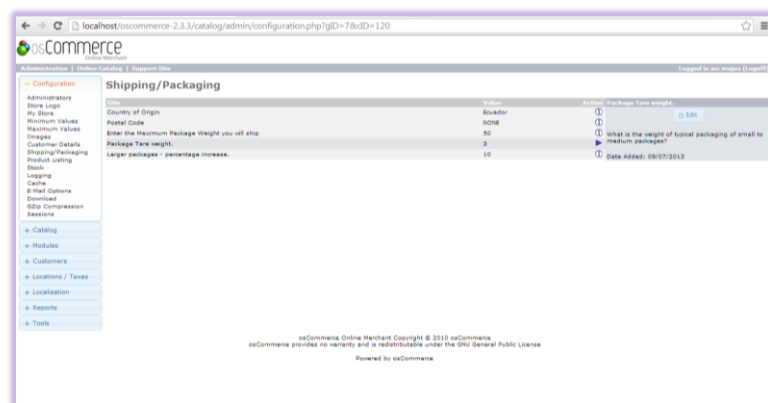 localhost/oscommerce-2.3.3/catalog/admin/configuration.php?gID=7&cID=120
osCommerce
Online Merchant
Administration | Online Catalog | Support Site
Logged in as: majos (Logoff)
Configuration
Administrators
Store Logo
My Store
Minimum Values
Maximum Values
Images
Customer Details
Shipping/Packaging
Product Listing
Stock
Logging
Cache
E-Mail Options
Download
GZip Compression
Sessions
+ Catalog
+ Modules
+ Customers
+ Locations / Taxes
+ Localization
+ Reports
+ Tools
Shipping/Packaging
Title Value Action
Country of Origin Ecuador
Postal Code NONE
Enter the Maximum Package Weight you will ship 50
Package Tare weight. 3
Larger packages - percentage increase. 10
Package Tare weight.
Edit
What is the weight of typical packaging of small to
medium packages?
Date Added: 09/07/2013
osCommerce Online Merchant Copyright © 2010 osCommerce
osCommerce provides no warranty and is redistributable under the GNU General Public License
Powered by osCommerce